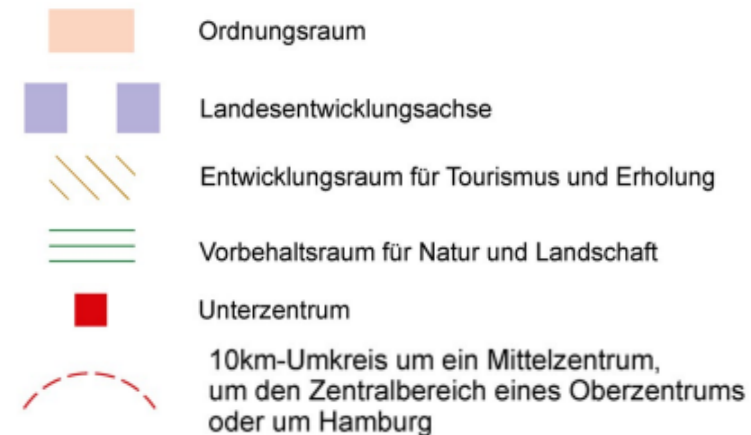 Ordnungsraum
Landesentwicklungsachse
Entwicklungsraum für Tourismus und Erholung
Vorbehaltsraum für Natur und Landschaft
Unterzentrum
10km-Umkreis um ein Mittelzentrum,
um den Zentralbereich eines Oberzentrums
oder um Hamburg